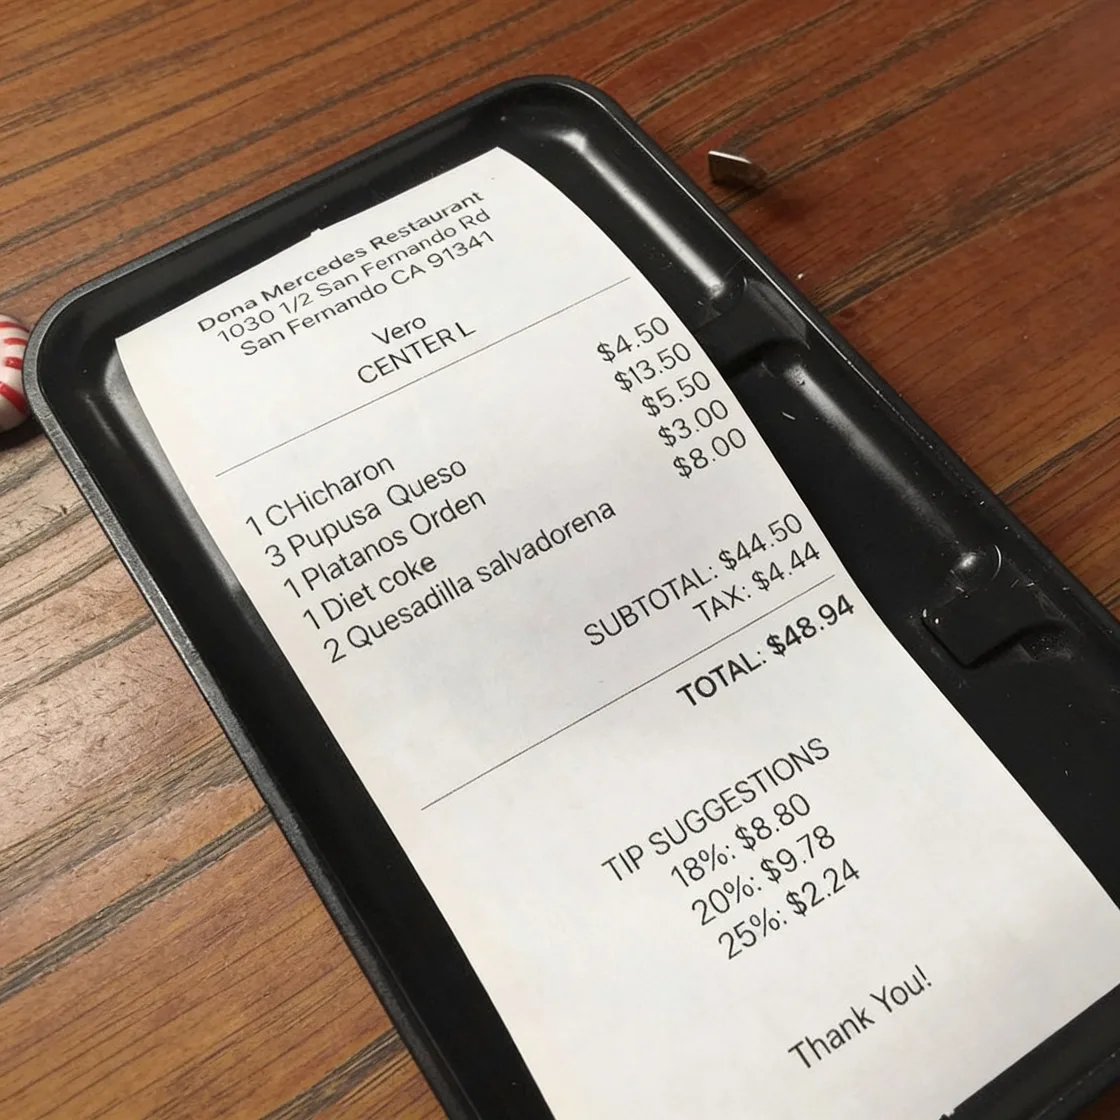 Dona Mercedes Restaurant
1030 1/2 San Fernando Rd
San Fernando CA 91341
Vero
CENTER L
1 CHicharon $4.50
3 Pupusa Queso $13.50
1 Platanos Orden $5.50
1 Diet coke $3.00
2 Quesadilla salvadorena $8.00
SUBTOTAL: $44.50
TAX: $4.44
TOTAL: $48.94
TIP SUGGESTIONS
18%: $8.80
20%: $9.78
25%: $2.24
Thank You!